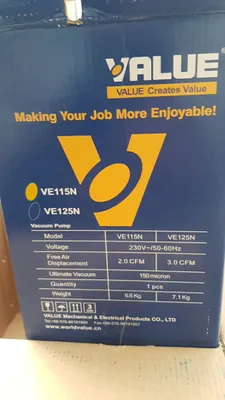 VALUE
VALUE Creates Value
Making Your Job More Enjoyable!
VE115N
VE125N
Vacuum Pump
Model VE115N VE125N
Voltage 230V~/50-60Hz
Free Air Displacement 2.0 CFM 3.0 CFM
Ultimate Vacuum 150 micron
Quantity 1 pcs
Weight 6.6 Kg 7.1 Kg
3
VALUE Mechanical & Electrical Products CO., LTD
www.worldvalue.cn